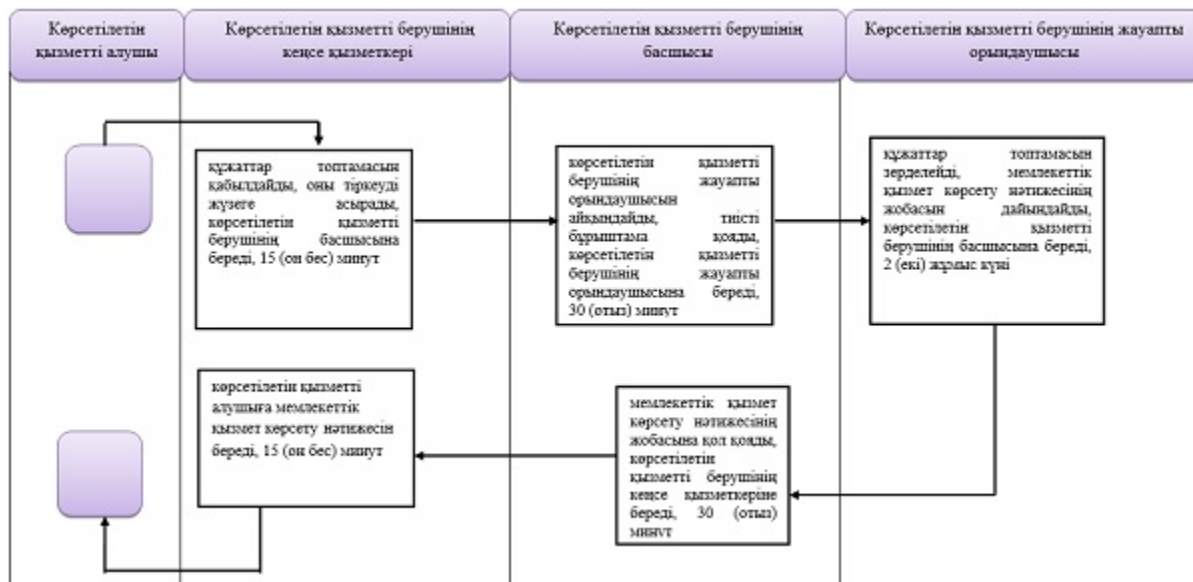 Көрсетілетін
қызметті алушы
Көрсетілетін қызметті берушінің
кеңсе қызметкері
Көрсетілетін қызметті берушінің
басшысы
Көрсетілетін қызметті берушінің жауапты
орындаушысы
құжаттар топтамасын
қабылдайды, оны тіркеуді
жүзеге асырады,
көрсетілетін қызметті
берушінің басшысына
береді, 15 (он бес) минут
көрсетілетін қызметті
берушінің жауапты
орындаушысын
айқындайды, тиісті
бұрыштама қояды,
көрсетілетін қызметті
берушінің жауапты
орындаушысына береді,
30 (отыз) минут
құжаттар топтамасын
зерделейді, мемлекеттік
қызмет көрсету нәтижесінің
жобасын дайындайды,
көрсетілетін қызметті
берушінің басшысына береді,
2 (екі) жұмыс күні
көрсетілетін қызметті
алушыға мемлекеттік
қызмет көрсету нәтижесін
береді, 15 (он бес) минут
мемлекеттік қызмет
көрсету нәтижесінің
жобасына қол қояды,
көрсетілетін
қызметті берушінің
кеңсе қызметкеріне
береді, 30 (отыз)
минут